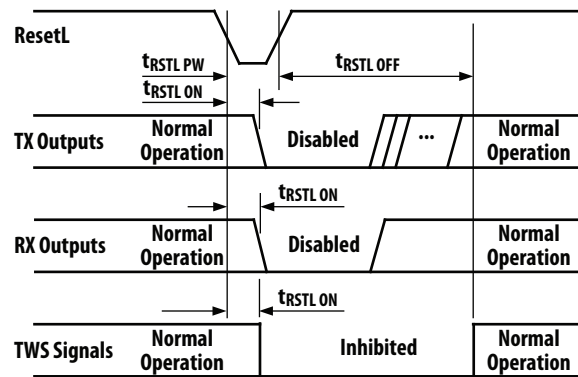 ResetL
tRSTL PW
tRSTL OFF
tRSTL ON
TX Outputs
Normal
Operation
Disabled
...
Normal
Operation
tRSTL ON
RX Outputs
Normal
Operation
Disabled
Normal
Operation
tRSTL ON
TWS Signals
Normal
Operation
Inhibited
Normal
Operation